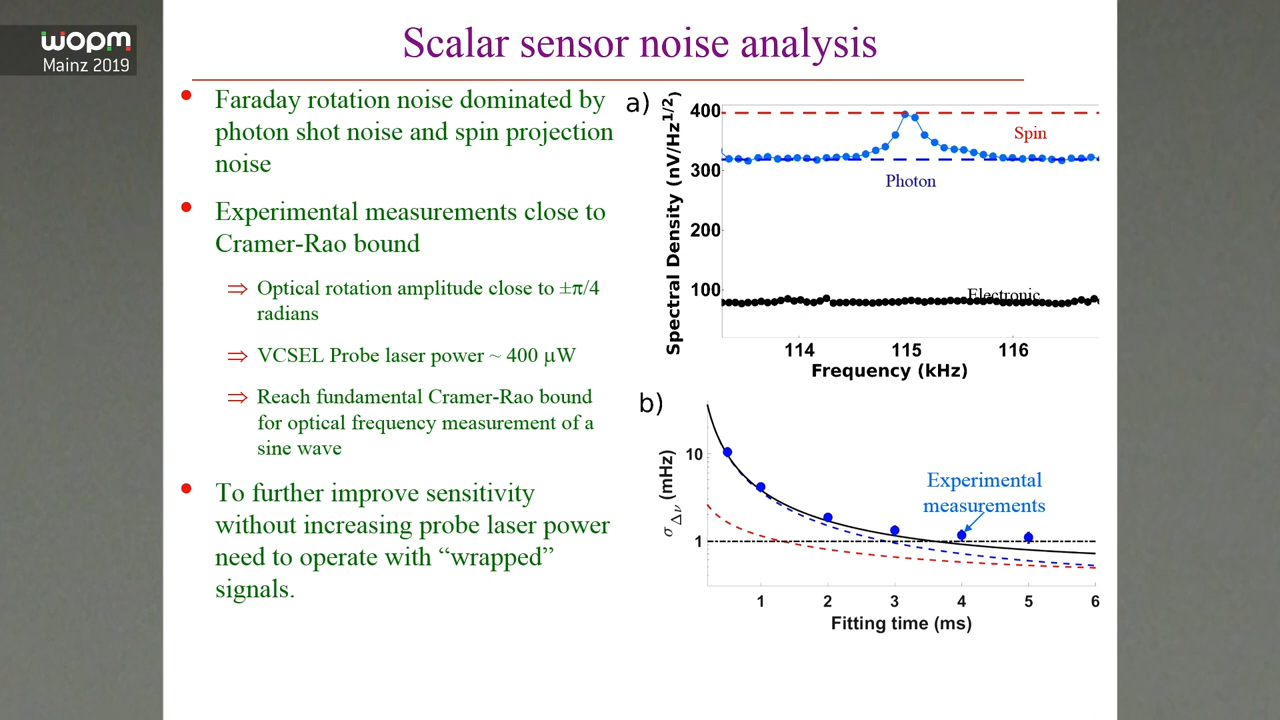 wopm
Mainz 2019
Scalar sensor noise analysis
Faraday rotation noise dominated by
photon shot noise and spin projection
noise
Experimental measurements close to
Cramer-Rao bound
⇒ Optical rotation amplitude close to ±π/4
radians
⇒ VCSEL Probe laser power ~ 400 µW
⇒ Reach fundamental Cramer-Rao bound
for optical frequency measurement of a
sine wave
To further improve sensitivity
without increasing probe laser power
need to operate with “wrapped”
signals.
a)
Spectral Density (nV/Hz^1/2)
400
300
200
100
Spin
Photon
Electronic
114 115 116
Frequency (kHz)
b)
σ_Δν (mHz)
10
1
Experimental
measurements
1 2 3 4 5 6
Fitting time (ms)